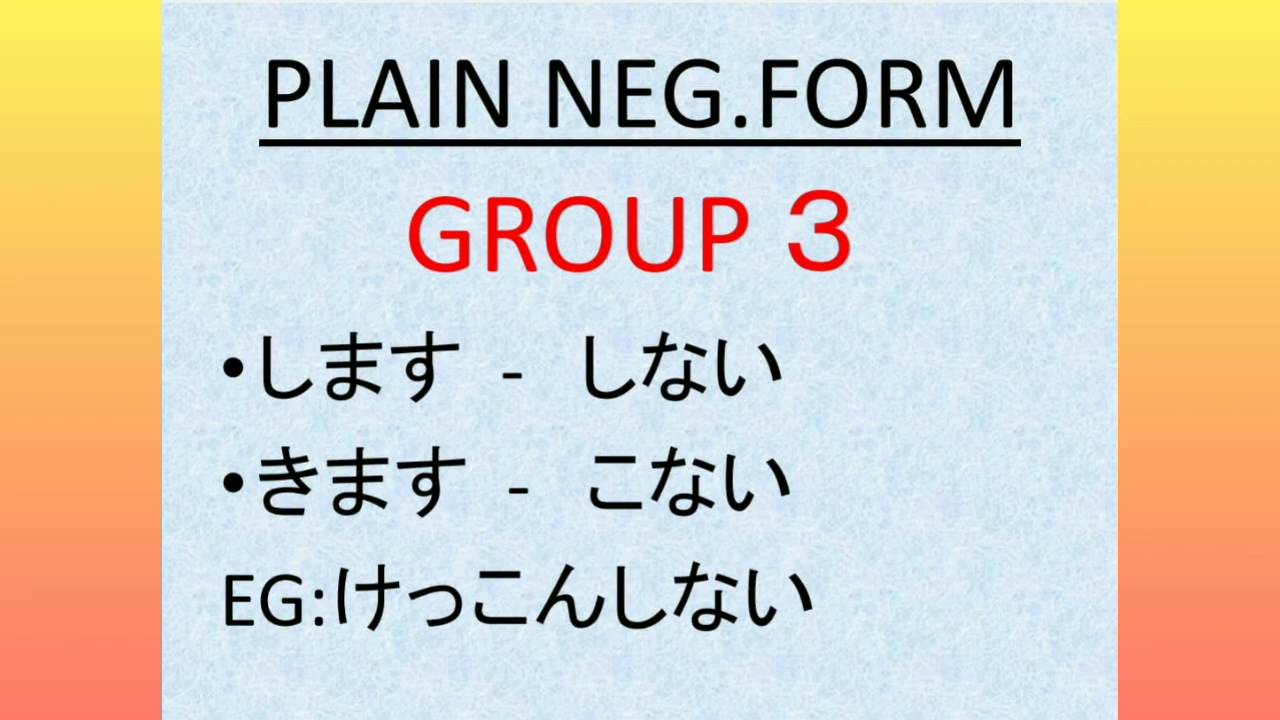 PLAIN NEG.FORM
GROUP 3
•します - しない
•きます - こない
EG:けっこんしない